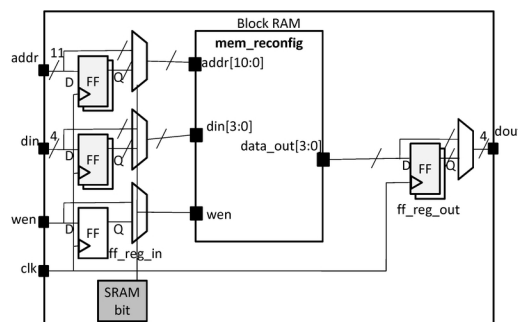 Block RAM
mem_reconfig
addr
11
D
FF
Q
addr[10:0]
din
4
D
FF
Q
din[3:0]
data_out[3:0]
D
FF
Q
4
dou
ff_reg_out
wen
D
FF
Q
ff_reg_in
wen
clk
SRAM
bit